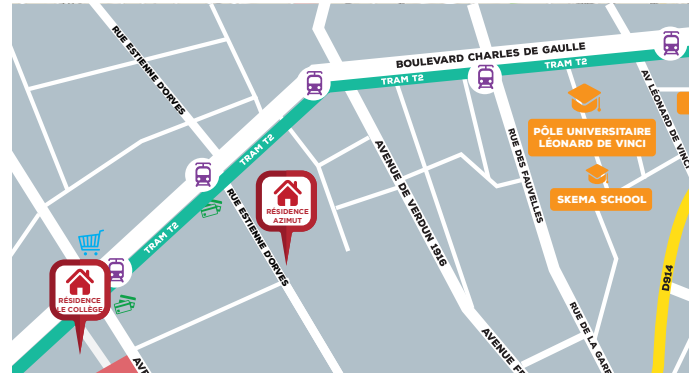 RUE ESTIENNE D'ORVES
BOULEVARD CHARLES DE GAULLE
TRAM T2
TRAM T2
AV LÉONARD DE VINCI
PÔLE UNIVERSITAIRE
LÉONARD DE VINCI
SKEMA SCHOOL
TRAM T2
RUE DES FAUVELLES
AVENUE DE VERDUN 1916
RÉSIDENCE
AZIMUT
RUE ESTIENNE D'ORVES
TRAM T2
D914
RÉSIDENCE
LE COLLÈGE
RUE DE LA GARE
AVENUE